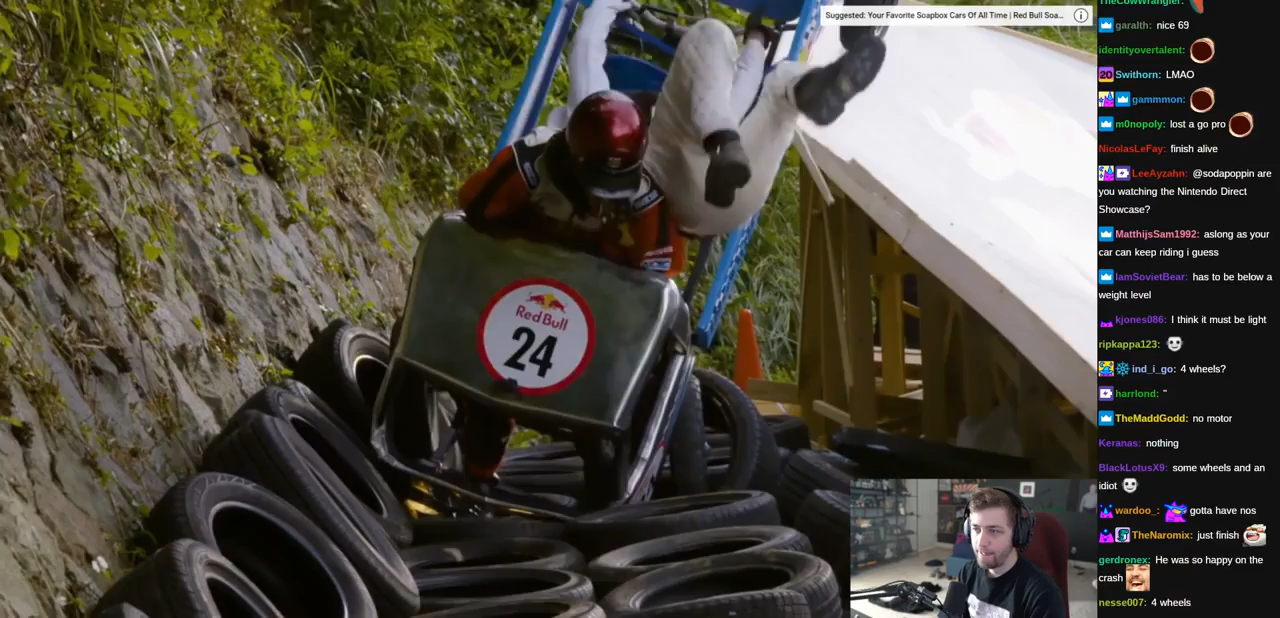 Suggested: Your Favorite Soapbox Cars Of All Time | Red Bull Soa...
Red Bull
24
TheCowWrangler:
garalth: nice 69
identityovertalent:
20 Swithorn: LMAO
gammmon:
m0nopoly: lost a go pro
NicolasLeFay: finish alive
LeeAyzahn: @sodapoppin are
you watching the Nintendo Direct
Showcase?
MatthijsSam1992: aslong as your
car can keep riding i guess
IamSovietBear: has to be below a
weight level
kjones086: I think it must be light
ripkappa123:
ind_i_go: 4 wheels?
harrlond: "
TheMaddGodd: no motor
Keranas: nothing
BlackLotusX9: some wheels and an
idiot
wardoo_: gotta have nos
TheNaromix: just finish
gerdronex: He was so happy on the
crash
nesse007: 4 wheels